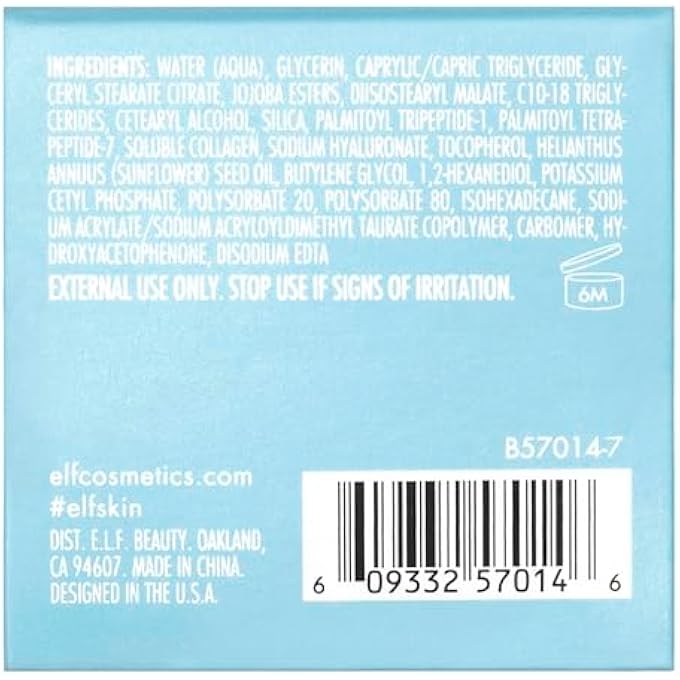 INGREDIENTS: WATER (AQUA), GLYCERIN, CAPRYLIC/CAPRIC TRIGLYCERIDE, GLY-
CERYL STEARATE CITRATE, JOJOBA ESTERS, DIISOSTEARYL MALATE, C10-18 TRIGLY-
CERIDES, CETEARYL ALCOHOL, SILICA, PALMITOYL TRIPEPTIDE-1, PALMITOYL TETRA-
PEPTIDE-7, SOLUBLE COLLAGEN, SODIUM HYALURONATE, TOCOPHEROL, HELIANTHUS
ANNUUS (SUNFLOWER) SEED OIL, BUTYLENE GLYCOL, 1,2-HEXANEDIOL, POTASSIUM
CETYL PHOSPHATE, POLYSORBATE 20, POLYSORBATE 80, ISOHEXADECANE, SODI-
UM ACRYLATE/SODIUM ACRYLOYLDIMETHYL TAURATE COPOLYMER, CARBOMER, HY-
DROXYACETOPHENONE, DISODIUM EDTA
EXTERNAL USE ONLY. STOP USE IF SIGNS OF IRRITATION.
6M
B57014-7
elfcosmetics.com
#elfskin
DIST. E.L.F. BEAUTY. OAKLAND,
CA 94607. MADE IN CHINA.
DESIGNED IN THE U.S.A.
6 09332 57014 6